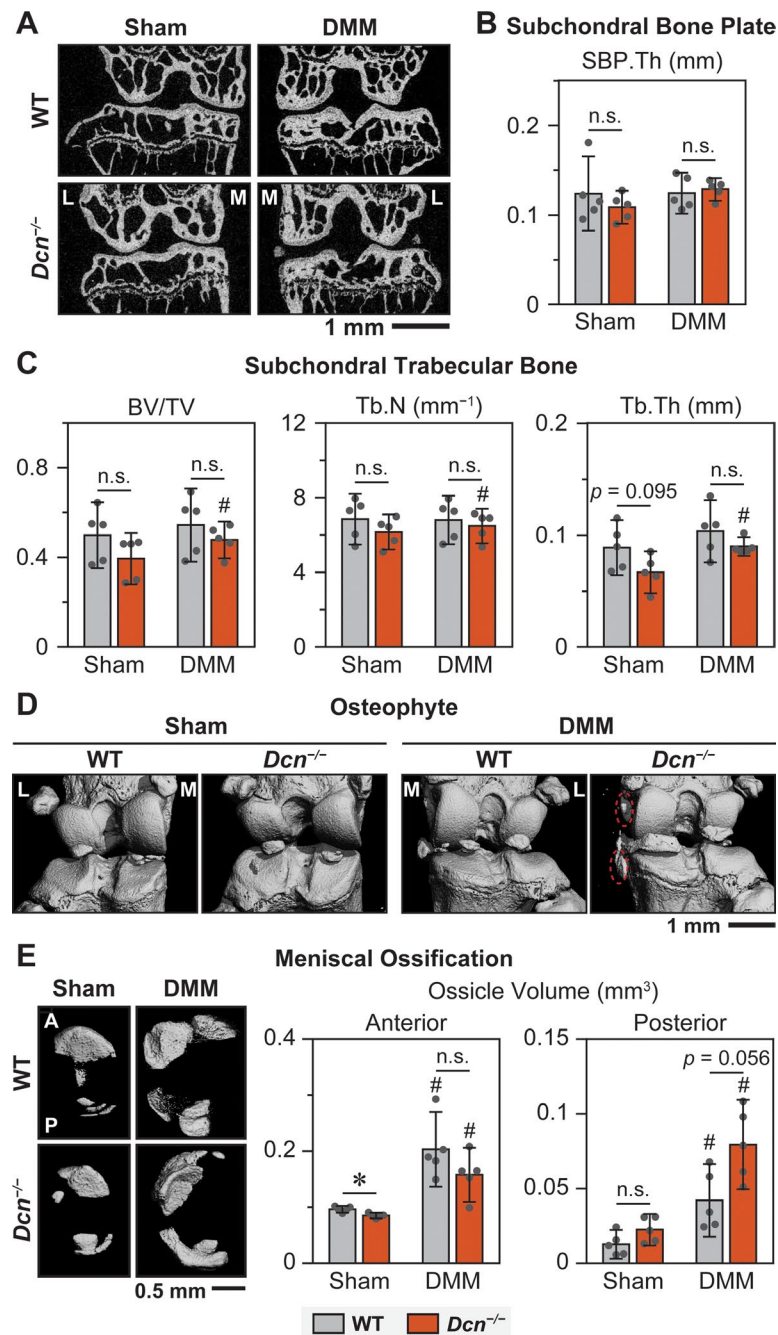 A
Sham
DMM
WT
Dcn⁻/⁻
L
M
M
L
1 mm
B
Subchondral Bone Plate
SBP.Th (mm)
0.2
0.1
0
n.s.
n.s.
Sham
DMM
C
Subchondral Trabecular Bone
BV/TV
0.8
0.4
0
n.s.
n.s.
#
Sham
DMM
Tb.N (mm⁻¹)
12
6
0
n.s.
n.s.
#
Sham
DMM
Tb.Th (mm)
0.2
0.1
0
p = 0.095
n.s.
#
Sham
DMM
D
Osteophyte
Sham
DMM
WT
Dcn⁻/⁻
WT
Dcn⁻/⁻
L
M
M
L
1 mm
E
Meniscal Ossification
Sham
DMM
WT
Dcn⁻/⁻
A
P
0.5 mm
Ossicle Volume (mm³)
Anterior
0.4
0.2
0
*
n.s.
#
#
Sham
DMM
Posterior
0.15
0.1
0.05
0
n.s.
p = 0.056
#
#
Sham
DMM
WT
Dcn⁻/⁻